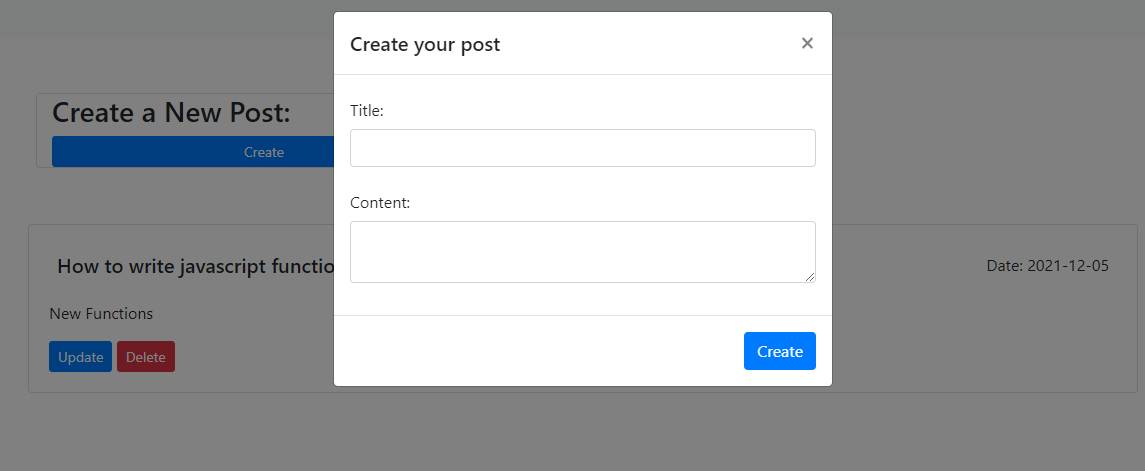 Create your post
×
Title:
Content:
Create
Create a New Post:
Create
How to write javascript functio
Date: 2021-12-05
New Functions
Update
Delete